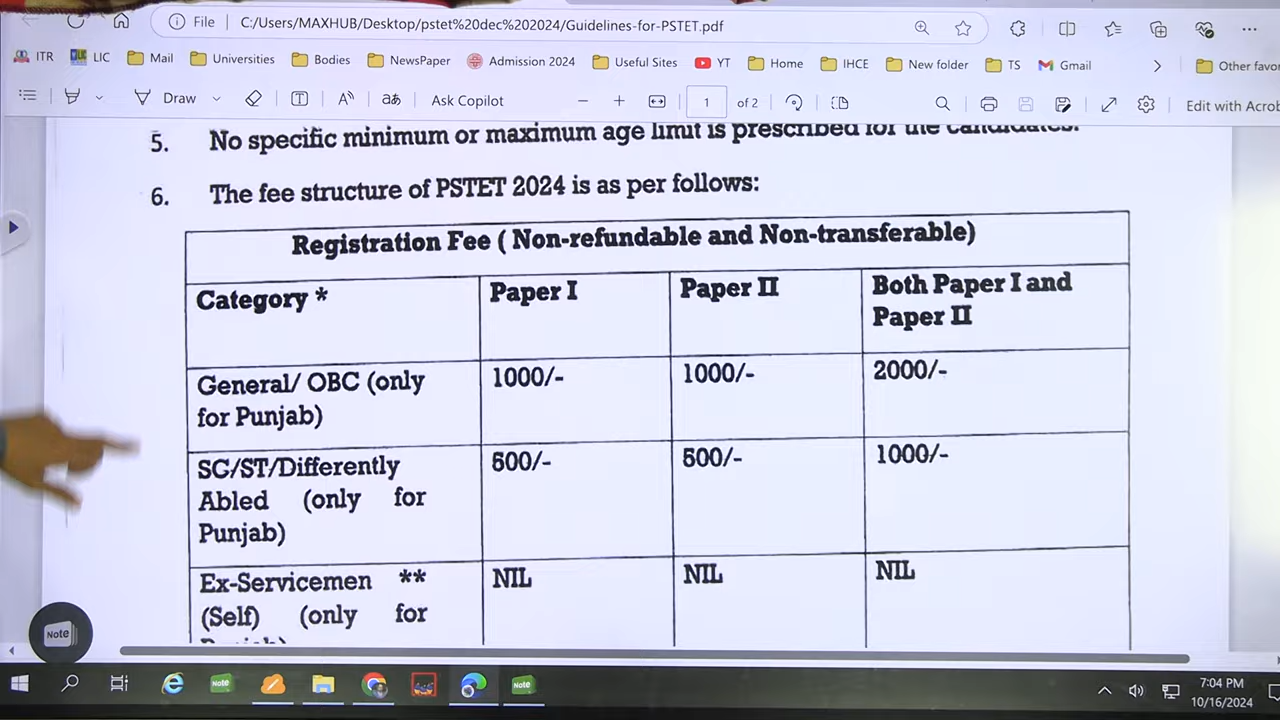 File
C:/Users/MAXHUB/Desktop/pstet%20dec%202024/Guidelines-for-PSTET.pdf
ITR LIC Mail Universities Bodies NewsPaper Admission 2024 Useful Sites YT Home IHCE New folder TS Gmail Other favor
Draw Ask Copilot 1 of 2 Edit with Acrob
5. No specific minimum or maximum age limit is prescribed for the candidates.
6. The fee structure of PSTET 2024 is as per follows:
Registration Fee ( Non-refundable and Non-transferable)
Category * Paper I Paper II Both Paper I and
Paper II
General/ OBC (only 1000/- 1000/- 2000/-
for Punjab)
SC/ST/Differently 500/- 500/- 1000/-
Abled (only for
Punjab)
Ex-Servicemen ** NIL NIL NIL
(Self) (only for
Punjab)
Note
Note Note
7:04 PM
10/16/2024